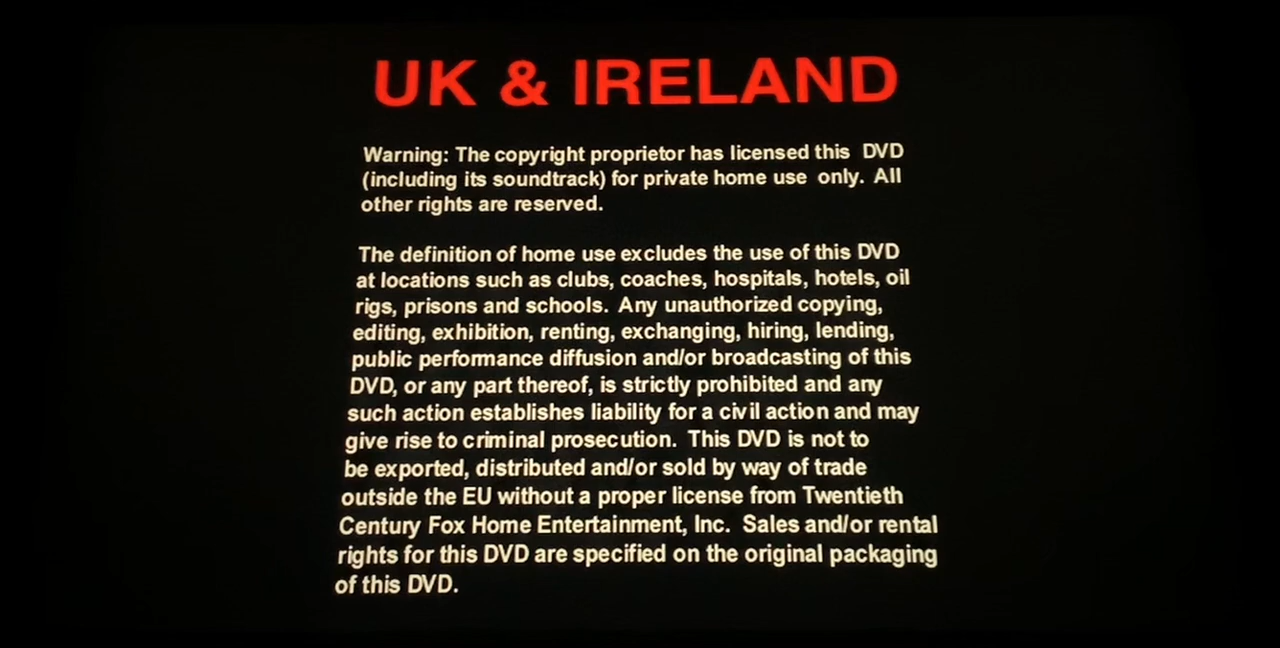 UK & IRELAND
Warning: The copyright proprietor has licensed this DVD
(including its soundtrack) for private home use only. All
other rights are reserved.
The definition of home use excludes the use of this DVD
at locations such as clubs, coaches, hospitals, hotels, oil
rigs, prisons and schools. Any unauthorized copying,
editing, exhibition, renting, exchanging, hiring, lending,
public performance diffusion and/or broadcasting of this
DVD, or any part thereof, is strictly prohibited and any
such action establishes liability for a civil action and may
give rise to criminal prosecution. This DVD is not to
be exported, distributed and/or sold by way of trade
outside the EU without a proper license from Twentieth
Century Fox Home Entertainment, Inc. Sales and/or rental
rights for this DVD are specified on the original packaging
of this DVD.